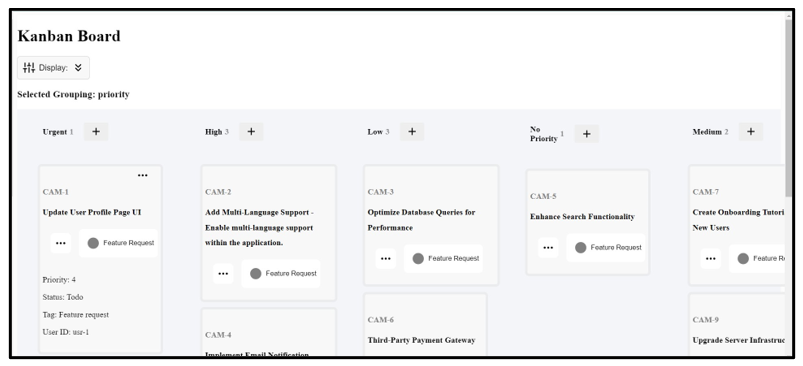 Kanban Board
Display:
Selected Grouping: priority
Urgent 1 +
High 3 +
Low 3 +
No Priority 1 +
Medium 2 +
CAM-1
Update User Profile Page UI
Feature Request
Priority: 4
Status: Todo
Tag: Feature request
User ID: usr-1
CAM-2
Add Multi-Language Support -
Enable multi-language support
within the application.
Feature Request
CAM-4
Implement Email Notification
CAM-3
Optimize Database Queries for
Performance
Feature Request
CAM-6
Third-Party Payment Gateway
CAM-5
Enhance Search Functionality
Feature Request
CAM-7
Create Onboarding Tutori
New Users
Feature R
CAM-9
Upgrade Server Infrastruc